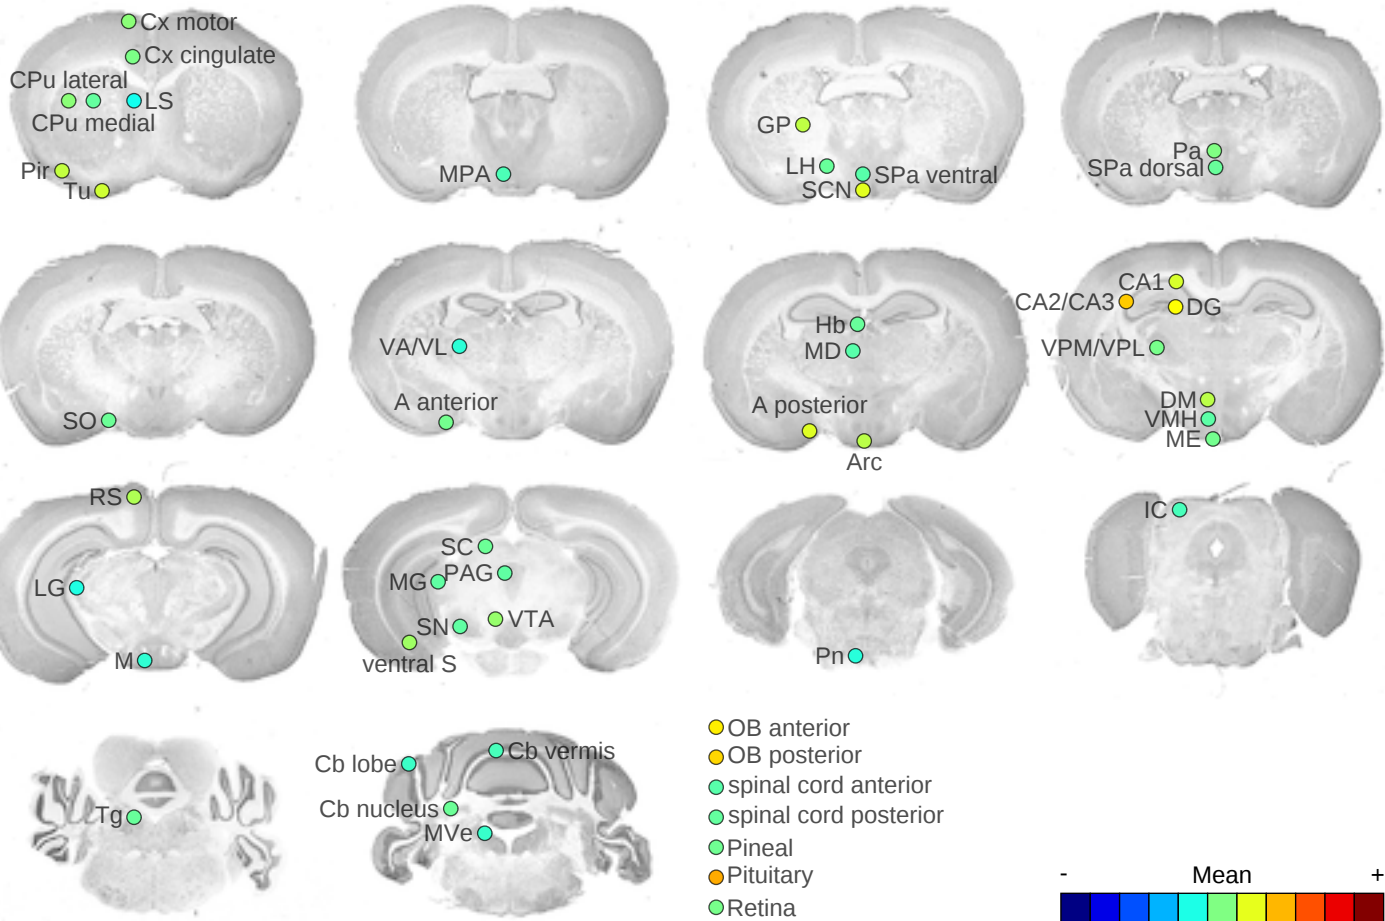 Cx motor
Cx cingulate
CPu lateral
LS
CPu medial
Pir
Tu
MPA
GP
LH
SPa ventral
SCN
Pa
SPa dorsal
SO
VA/VL
A anterior
Hb
MD
A posterior
Arc
CA1
CA2/CA3
DG
VPM/VPL
DM
VMH
ME
RS
LG
M
SC
MG
PAG
SN
VTA
ventral S
Pn
IC
Tg
Cb lobe
Cb vermis
Cb nucleus
MVe
OB anterior
OB posterior
spinal cord anterior
spinal cord posterior
Pineal
Pituitary
Retina
- Mean +